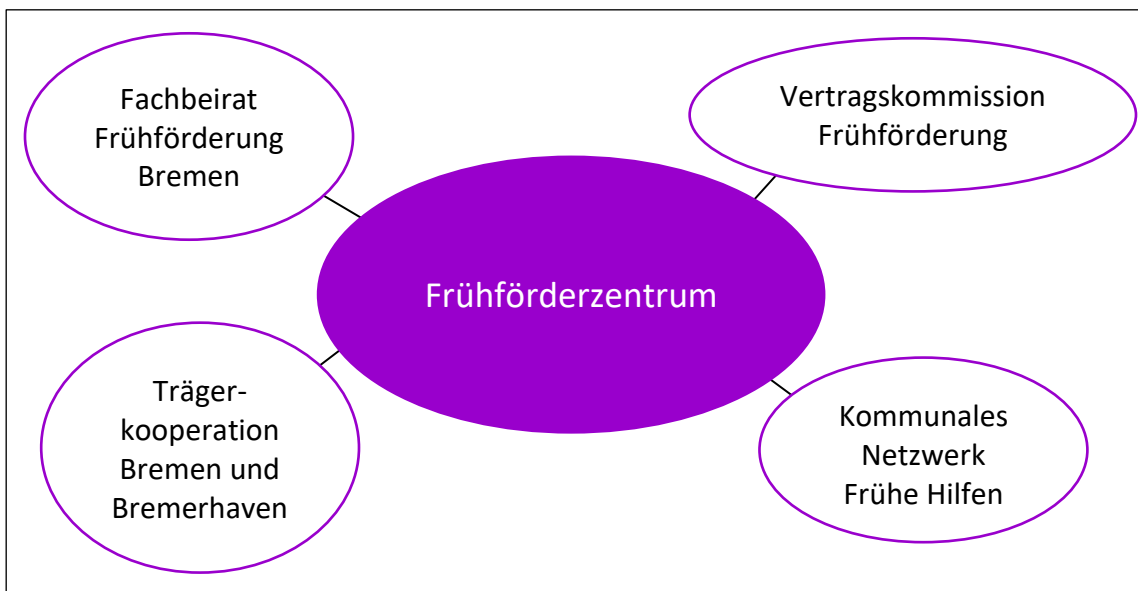 Fachbeirat
Frühförderung
Bremen
Vertragskommission
Frühförderung
Frühförderzentrum
Träger-
kooperation
Bremen und
Bremerhaven
Kommunales
Netzwerk
Frühe Hilfen